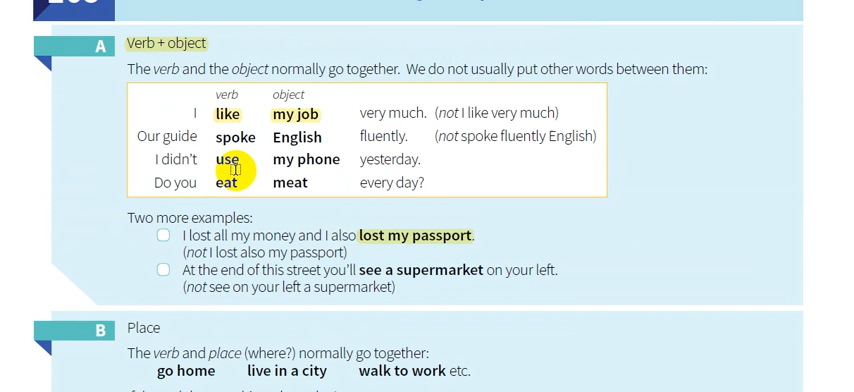 A
Verb + object
The verb and the object normally go together. We do not usually put other words between them:
verb object
I like my job very much. (not I like very much)
Our guide spoke English fluently. (not spoke fluently English)
I didn't use my phone yesterday.
Do you eat meat every day?
Two more examples:
I lost all my money and I also lost my passport.
(not I lost also my passport)
At the end of this street you'll see a supermarket on your left.
(not see on your left a supermarket)
B
Place
The verb and place (where?) normally go together:
go home live in a city walk to work etc.